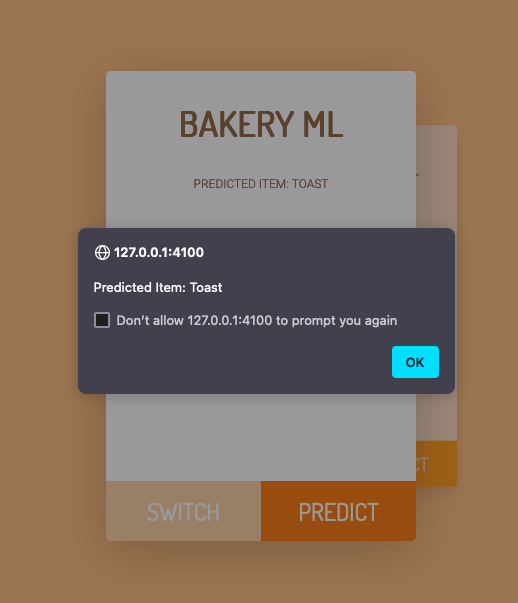 BAKERY ML
PREDICTED ITEM: TOAST
127.0.0.1:4100
Predicted Item: Toast
Don't allow 127.0.0.1:4100 to prompt you again
OK
SWITCH
PREDICT